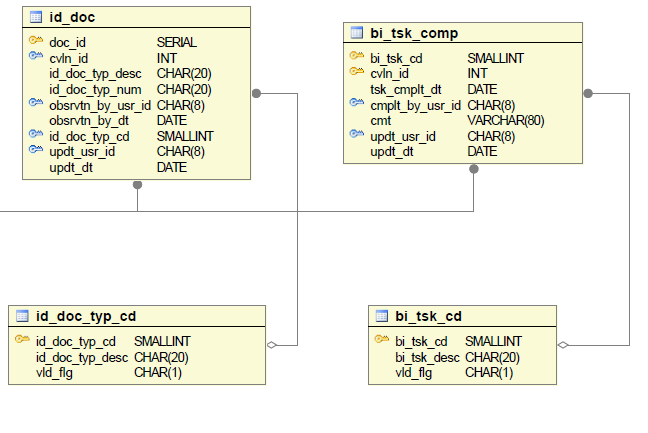 id_doc
doc_id SERIAL
cvln_id INT
id_doc_typ_desc CHAR(20)
id_doc_typ_num CHAR(20)
obsrvtn_by_usr_id CHAR(8)
obsrvtn_by_dt DATE
id_doc_typ_cd SMALLINT
updt_usr_id CHAR(8)
updt_dt DATE
bi_tsk_comp
bi_tsk_cd SMALLINT
cvln_id INT
tsk_cmplt_dt DATE
cmplt_by_usr_id CHAR(8)
cmt VARCHAR(80)
updt_usr_id CHAR(8)
updt_dt DATE
id_doc_typ_cd
id_doc_typ_cd SMALLINT
id_doc_typ_desc CHAR(20)
vld_flg CHAR(1)
bi_tsk_cd
bi_tsk_cd SMALLINT
bi_tsk_desc CHAR(20)
vld_flg CHAR(1)